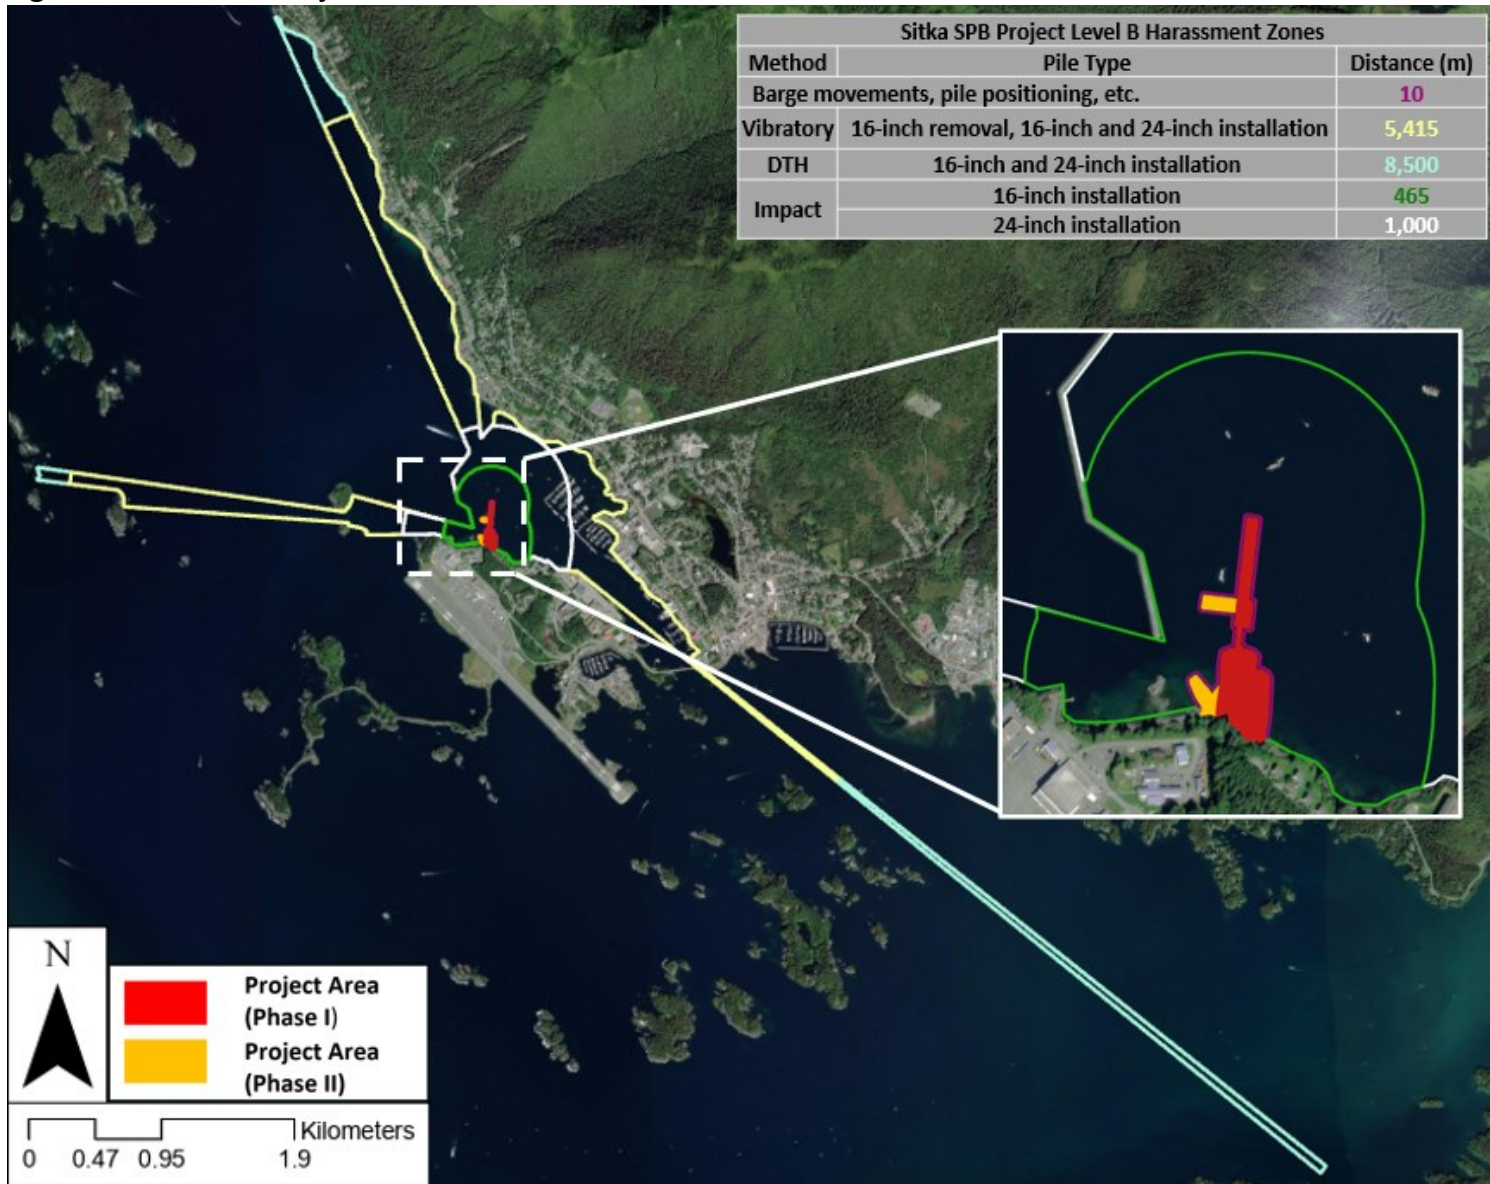 Sitka SPB Project Level B Harassment Zones
Method Pile Type Distance (m)
Barge movements, pile positioning, etc. 10
Vibratory 16-inch removal, 16-inch and 24-inch installation 5,415
DTH 16-inch and 24-inch installation 8,500
Impact 16-inch installation 465
24-inch installation 1,000
N
Project Area
(Phase I)
Project Area
(Phase II)
Kilometers
0 0.47 0.95 1.9